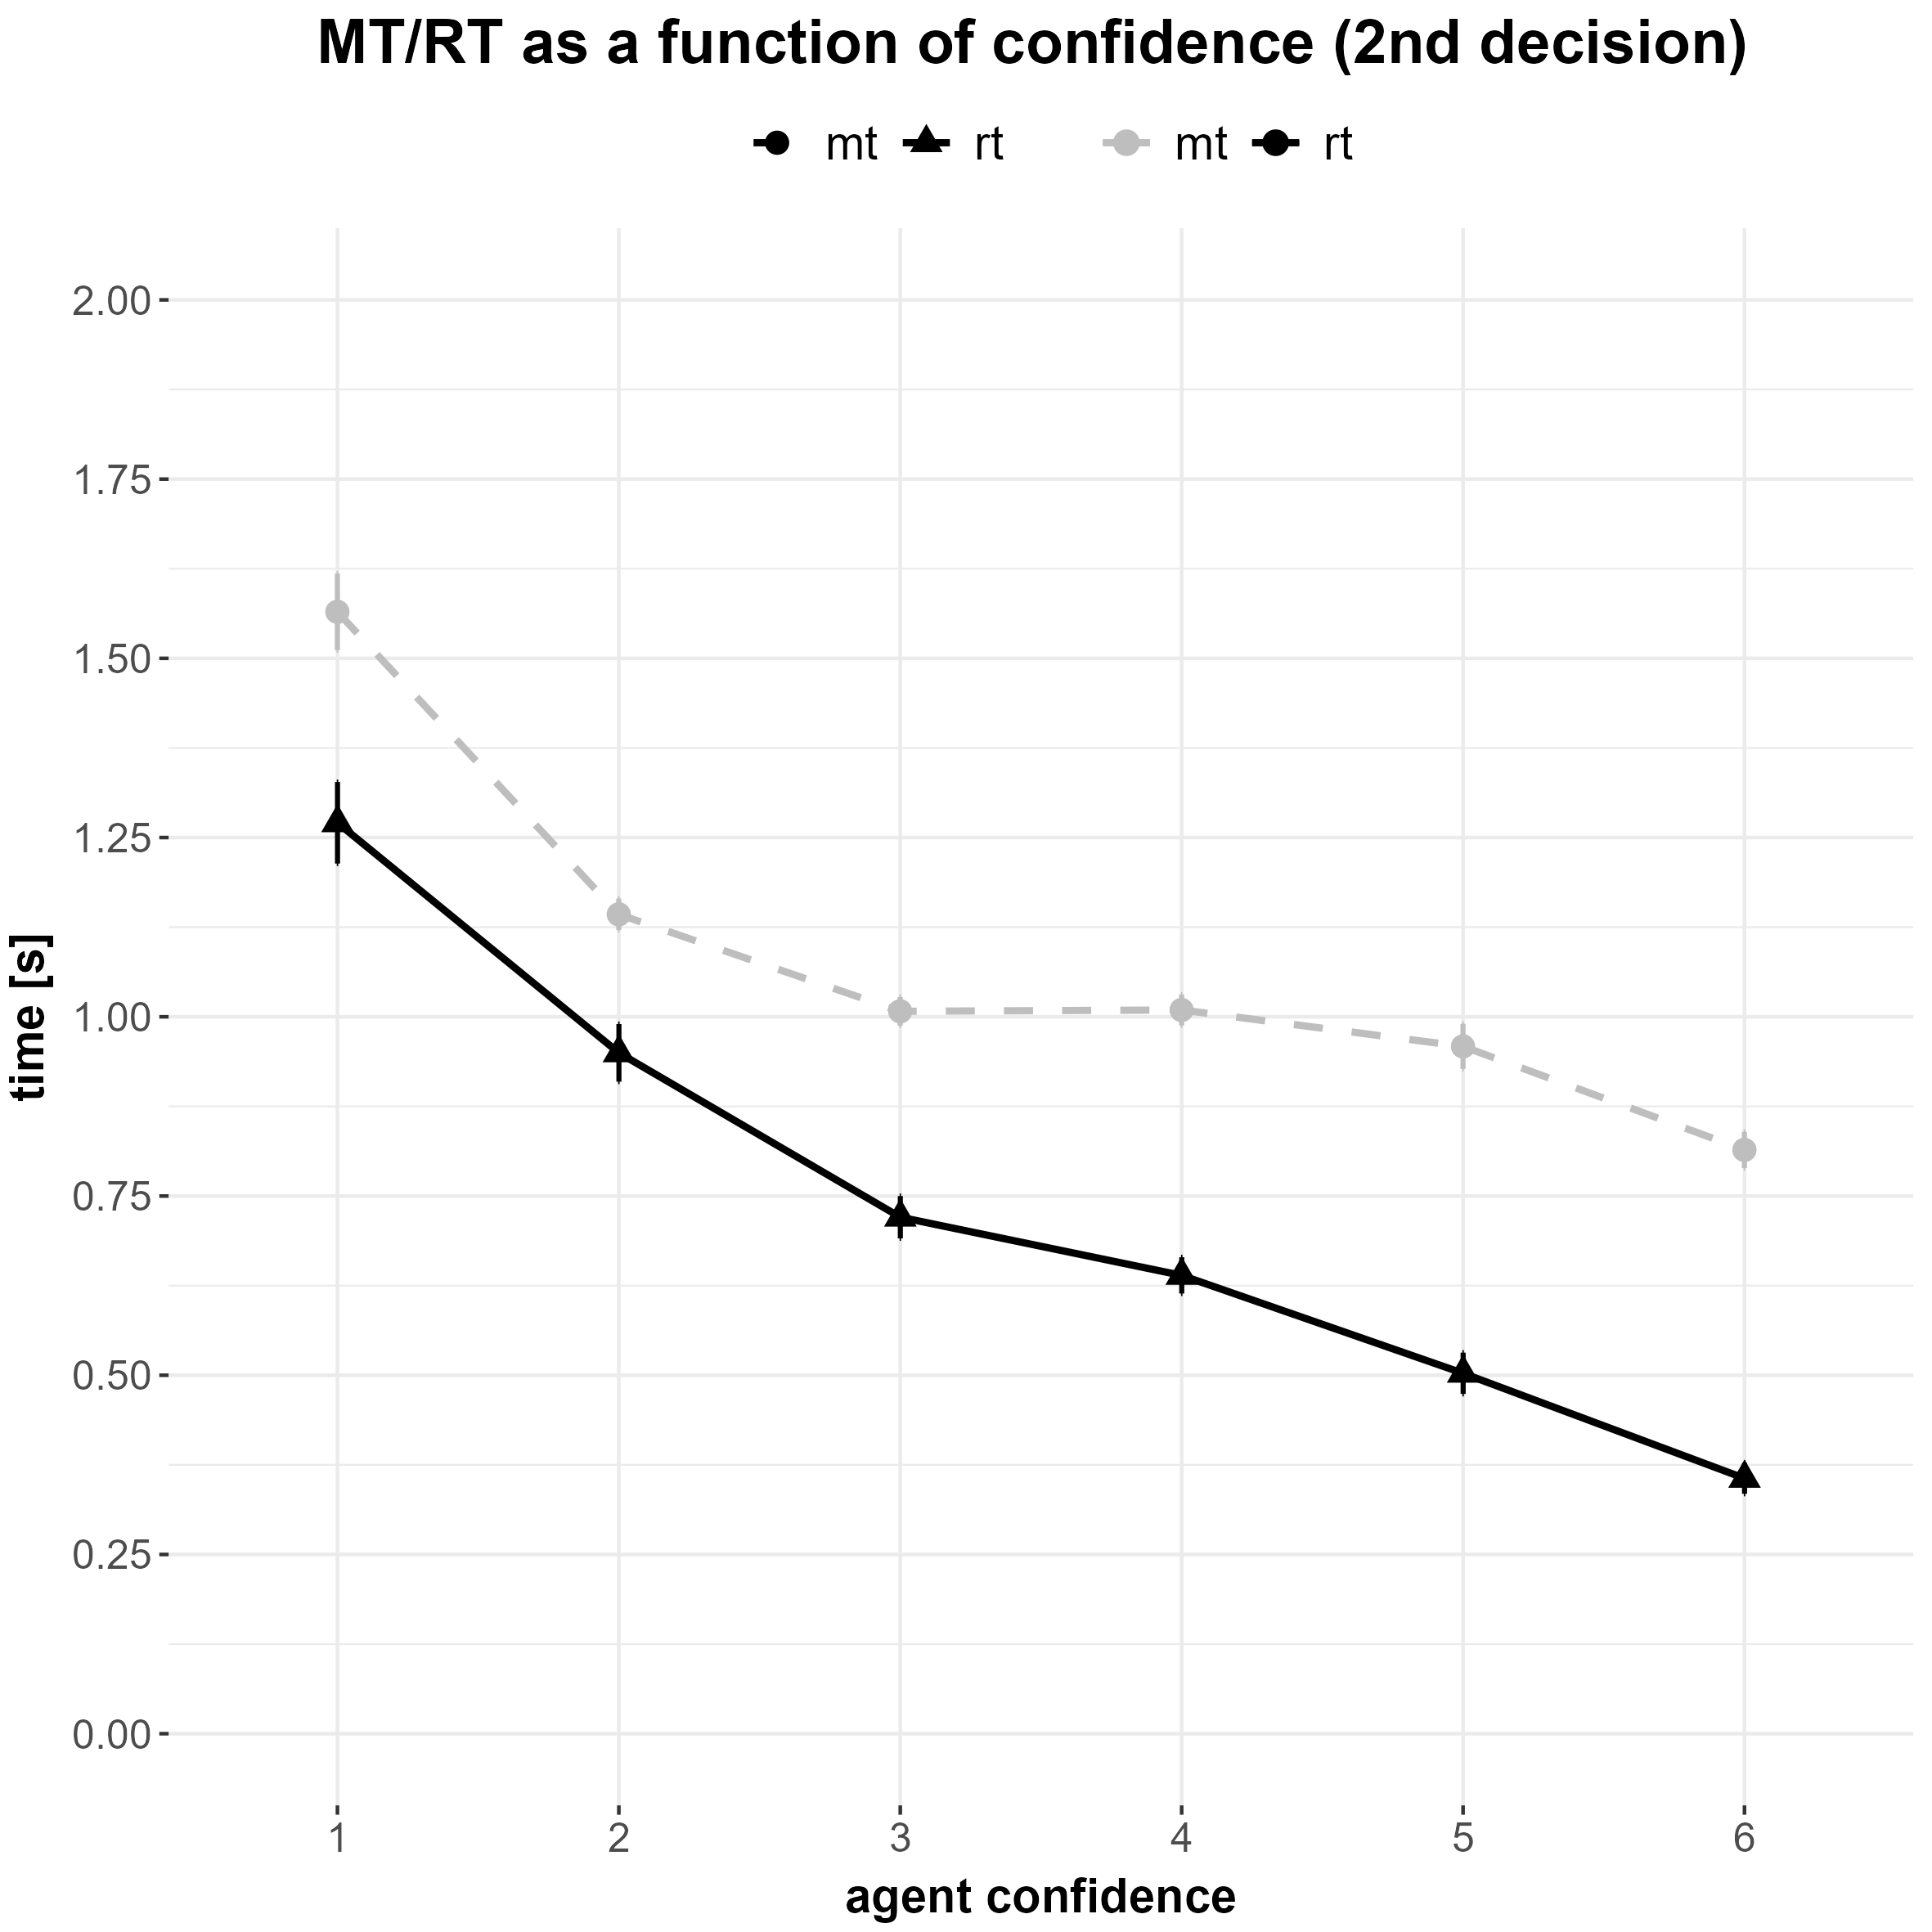 MT/RT as a function of confidence (2nd decision)
mt rt mt rt
2.00
1.75
1.50
1.25
1.00
0.75
0.50
0.25
0.00
time [s]
1 2 3 4 5 6
agent confidence